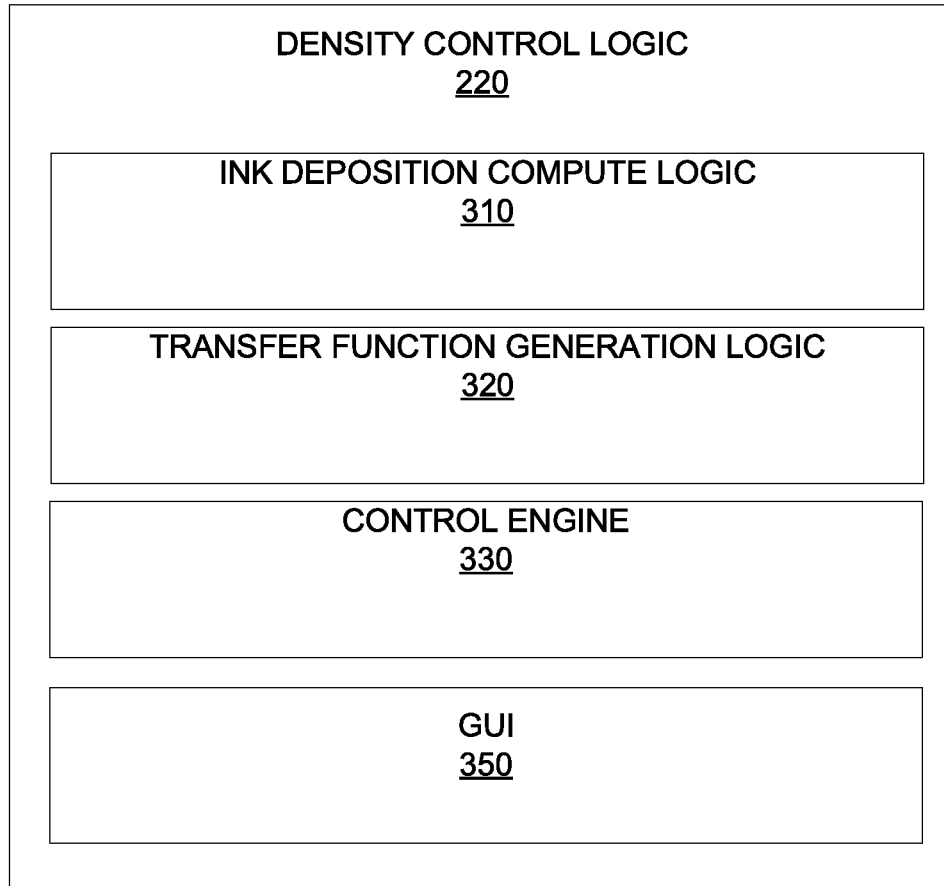 DENSITY CONTROL LOGIC
220
INK DEPOSITION COMPUTE LOGIC
310
TRANSFER FUNCTION GENERATION LOGIC
320
CONTROL ENGINE
330
GUI
350